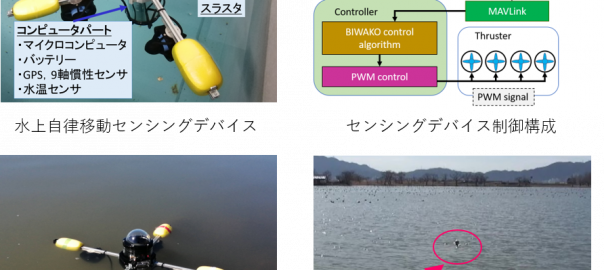 スラスタ
コンピュータパート
・マイクロコンピュータ
・バッテリー
・GPS, 9軸慣性センサ
・水温センサ
水上自律移動センシングデバイス
Controller
MAVLink
BIWAKO control
algorithm
Thruster
PWM control
PWM signal
センシングデバイス制御構成